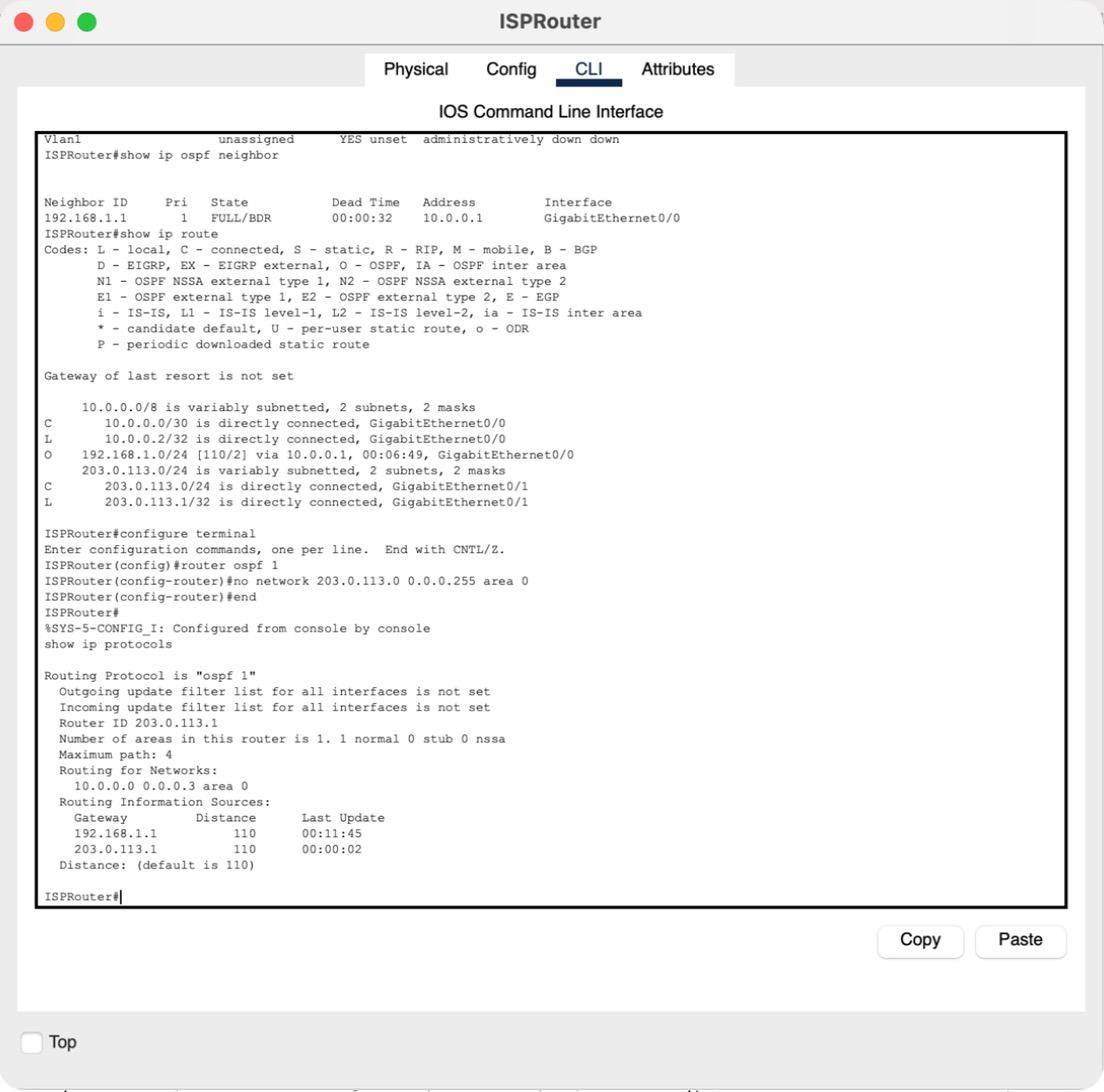 ISPRouter
Physical Config CLI Attributes
IOS Command Line Interface
Vlan1                  unassigned      YES unset  administratively down down
ISPRouter#show ip ospf neighbor
Neighbor ID     Pri   State           Dead Time   Address         Interface
192.168.1.1       1   FULL/BDR        00:00:32    10.0.0.1        GigabitEthernet0/0
ISPRouter#show ip route
Codes: L - local, C - connected, S - static, R - RIP, M - mobile, B - BGP
       D - EIGRP, EX - EIGRP external, O - OSPF, IA - OSPF inter area
       N1 - OSPF NSSA external type 1, N2 - OSPF NSSA external type 2
       E1 - OSPF external type 1, E2 - OSPF external type 2, E - EGP
       i - IS-IS, L1 - IS-IS level-1, L2 - IS-IS level-2, ia - IS-IS inter area
       * - candidate default, U - per-user static route, o - ODR
       P - periodic downloaded static route
Gateway of last resort is not set
     10.0.0.0/8 is variably subnetted, 2 subnets, 2 masks
C       10.0.0.0/30 is directly connected, GigabitEthernet0/0
L       10.0.0.2/32 is directly connected, GigabitEthernet0/0
O    192.168.1.0/24 [110/2] via 10.0.0.1, 00:06:49, GigabitEthernet0/0
     203.0.113.0/24 is variably subnetted, 2 subnets, 2 masks
C       203.0.113.0/24 is directly connected, GigabitEthernet0/1
L       203.0.113.1/32 is directly connected, GigabitEthernet0/1
ISPRouter#configure terminal
Enter configuration commands, one per line.  End with CNTL/Z.
ISPRouter(config)#router ospf 1
ISPRouter(config-router)#no network 203.0.113.0 0.0.0.255 area 0
ISPRouter(config-router)#end
ISPRouter#
%SYS-5-CONFIG_I: Configured from console by console
show ip protocols
Routing Protocol is "ospf 1"
  Outgoing update filter list for all interfaces is not set
  Incoming update filter list for all interfaces is not set
  Router ID 203.0.113.1
  Number of areas in this router is 1. 1 normal 0 stub 0 nssa
  Maximum path: 4
  Routing for Networks:
    10.0.0.0 0.0.0.3 area 0
  Routing Information Sources:
    Gateway         Distance      Last Update
    192.168.1.1          110      00:11:45
    203.0.113.1          110      00:00:02
  Distance: (default is 110)
ISPRouter#
Copy Paste
Top